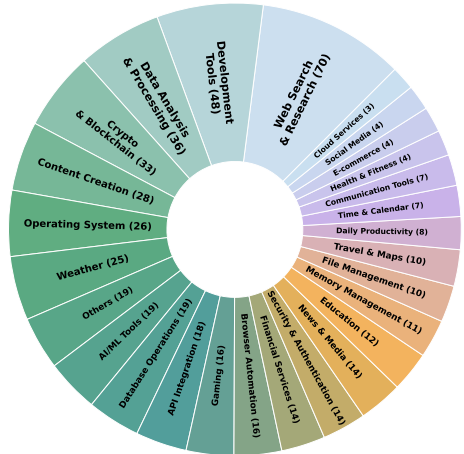 Web Search
& Research (70)
Cloud Services (3)
Social Media (4)
E-commerce (4)
Health & Fitness (4)
Communication Tools (7)
Time & Calendar (7)
Daily Productivity (8)
Travel & Maps (10)
File Management (10)
Memory Management (11)
Education (12)
News & Media (14)
Security & Authentication (14)
Financial Services (14)
Browser Automation (16)
Gaming (16)
API Integration (18)
Database Operations (19)
AI/ML Tools (19)
Others (19)
Weather (25)
Operating System (26)
Content Creation (28)
Crypto
& Blockchain (33)
Data Analysis
& Processing (36)
Development
Tools (48)